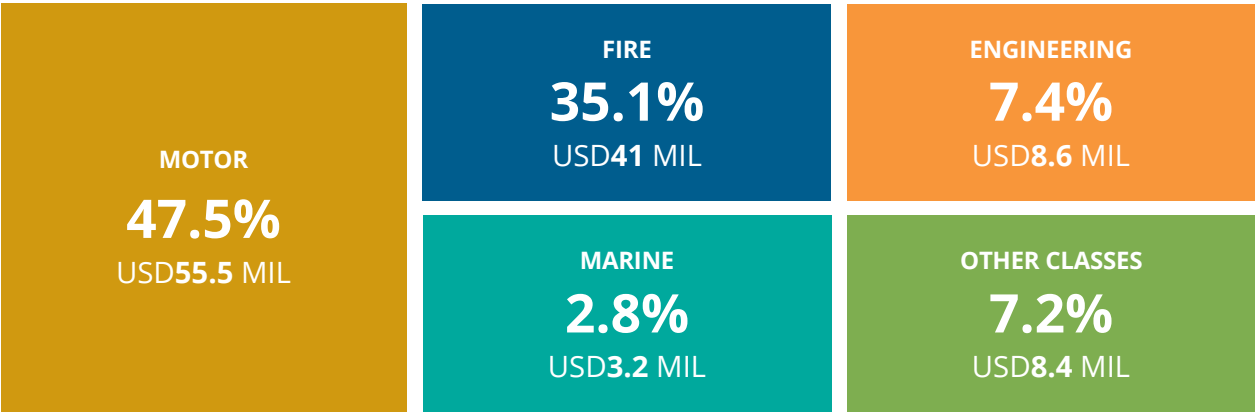 MOTOR
47.5%
USD55.5 MIL
FIRE
35.1%
USD41 MIL
ENGINEERING
7.4%
USD8.6 MIL
MARINE
2.8%
USD3.2 MIL
OTHER CLASSES
7.2%
USD8.4 MIL